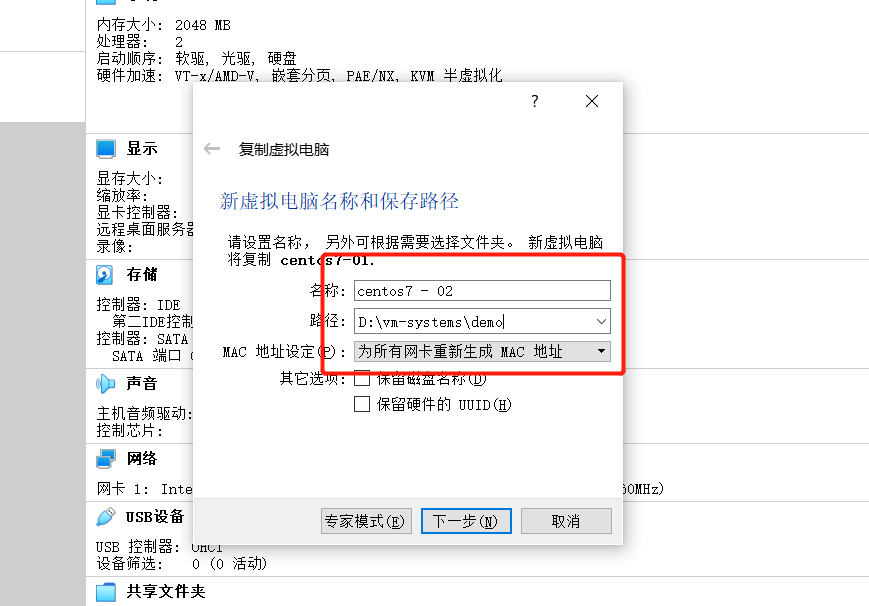 内存大小: 2048 MB
处理器: 2
启动顺序: 软驱, 光驱, 硬盘
硬件加速: VT-x/AMD-V, 嵌套分页, PAE/NX, KVM 半虚拟化
?
复制虚拟电脑
显示
新虚拟电脑名称和保存路径
显存大小:
缩放率:
显卡控制器:
远程桌面服务器
录像:
请设置名称, 另外可根据需要选择文件夹。 新虚拟电脑
将复制 centos7-01.
存储
名称: centos7 - 02
控制器: IDE
第二IDE控制
路径: D:\vm-systems\demo
控制器: SATA
SATA 端口
MAC 地址设定(P): 为所有网卡重新生成 MAC 地址
声音
其它选项: 保留磁盘名称(D)
保留硬件的 UUID(H)
主机音频驱动:
控制芯片:
网络
网卡 1: Inte
60MHz)
USB设备
专家模式(E) 下一步(N) 取消
USB 控制器: OHCI
设备筛选: 0 (0 活动)
共享文件夹